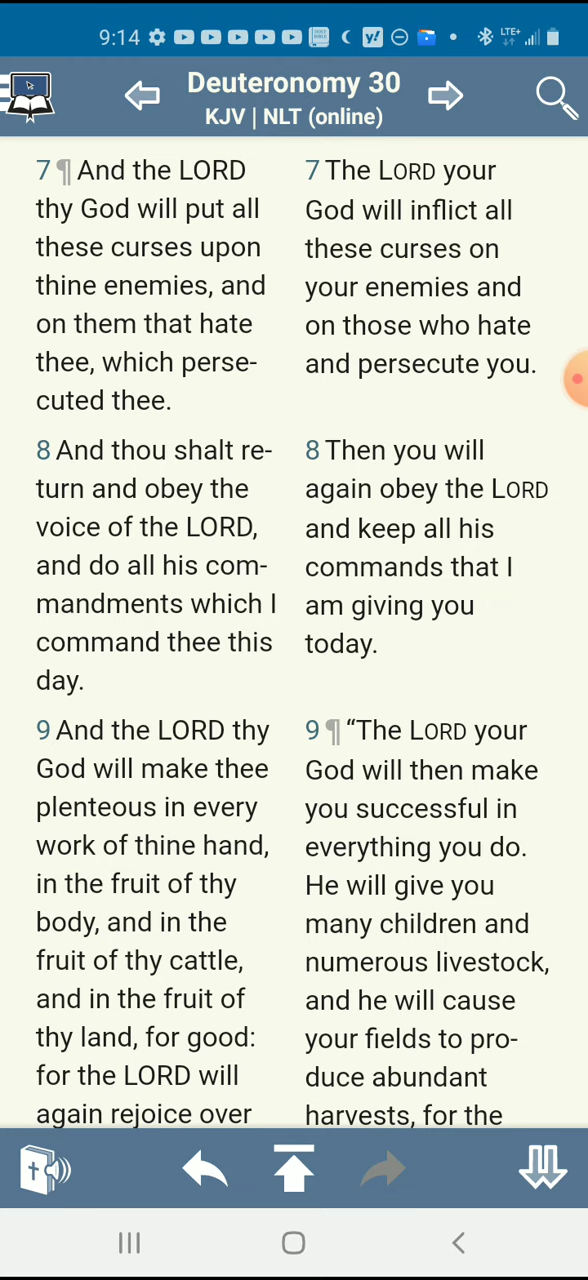 9:14
y!
LTE+
Deuteronomy 30
KJV | NLT (online)
7 ¶ And the LORD
thy God will put all
these curses upon
thine enemies, and
on them that hate
thee, which perse-
cuted thee.
8 And thou shalt re-
turn and obey the
voice of the LORD,
and do all his com-
mandments which I
command thee this
day.
9 And the LORD thy
God will make thee
plenteous in every
work of thine hand,
in the fruit of thy
body, and in the
fruit of thy cattle,
and in the fruit of
thy land, for good:
for the LORD will
again rejoice over
7 The LORD your
God will inflict all
these curses on
your enemies and
on those who hate
and persecute you.
8 Then you will
again obey the LORD
and keep all his
commands that I
am giving you
today.
9 ¶ “The LORD your
God will then make
you successful in
everything you do.
He will give you
many children and
numerous livestock,
and he will cause
your fields to pro-
duce abundant
harvests, for the